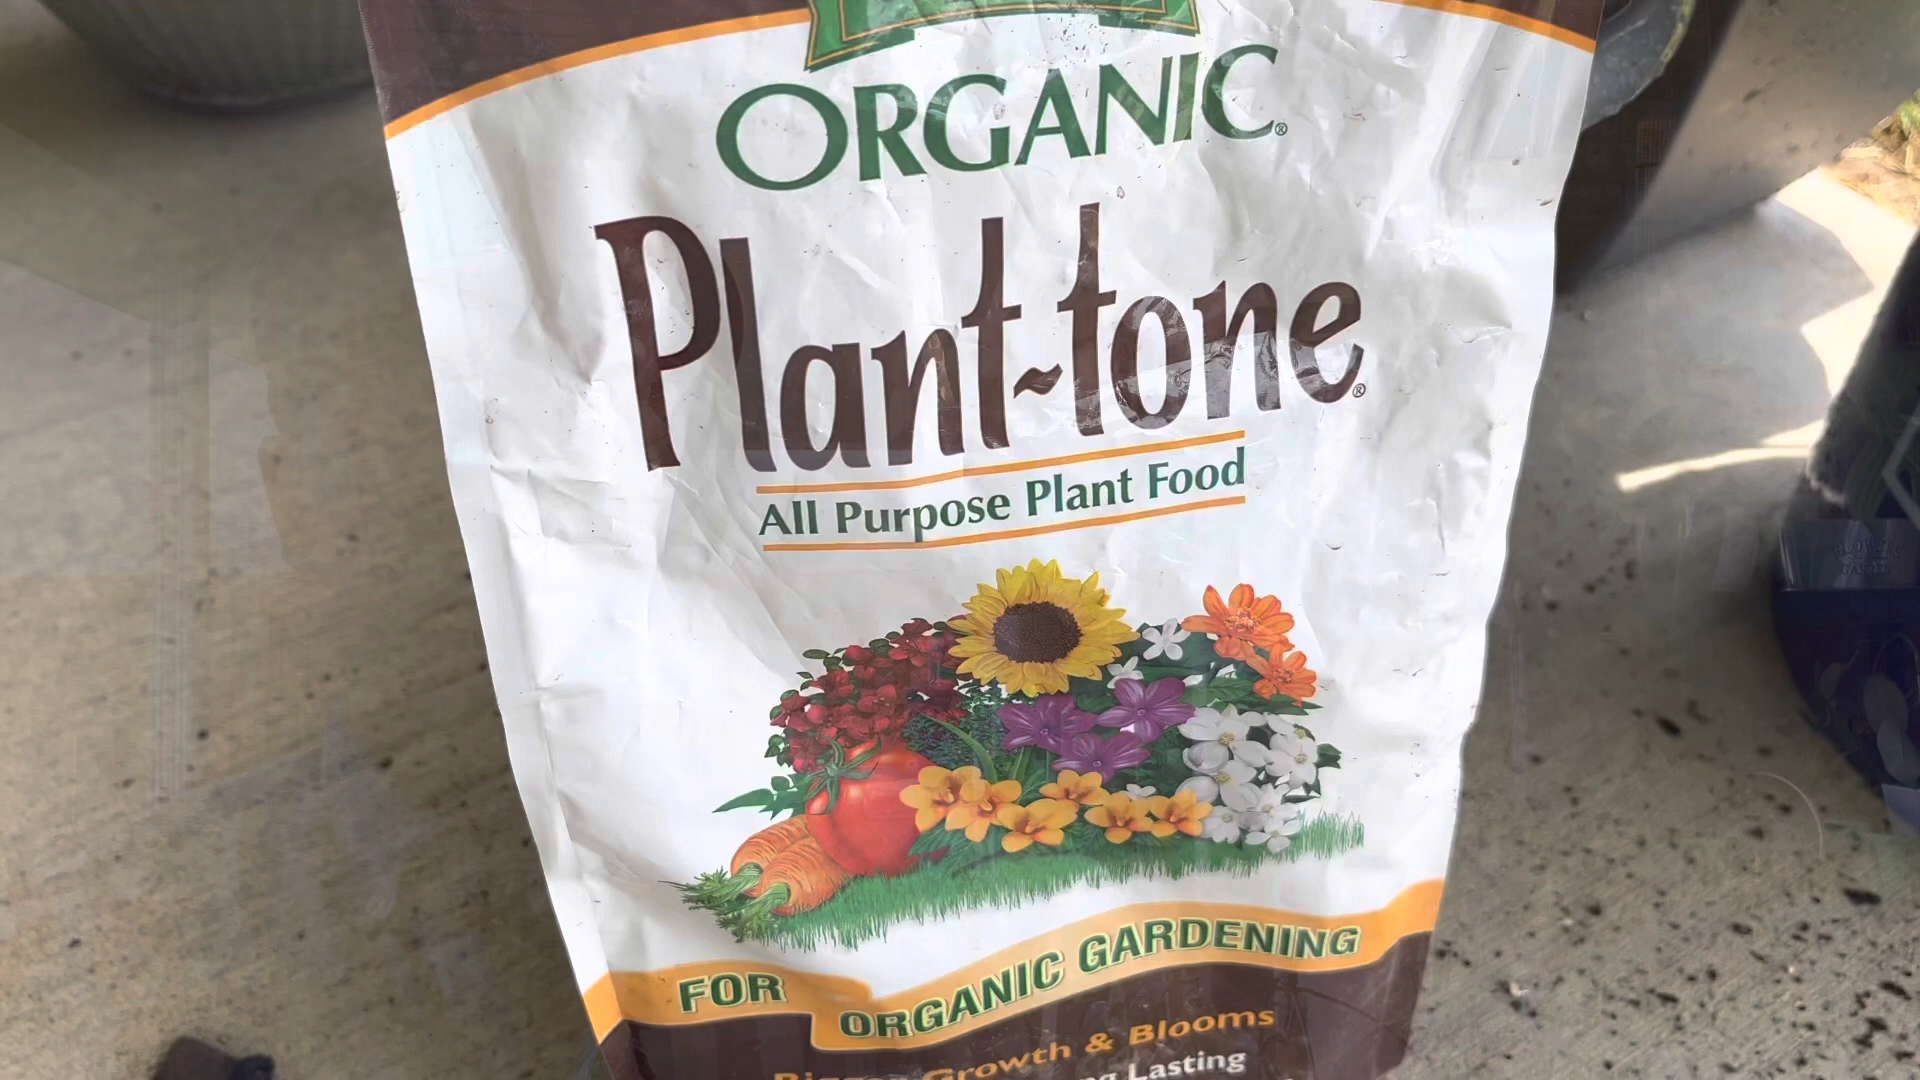 ORGANIC®
Plant-tone®
All Purpose Plant Food
FOR ORGANIC GARDENING
Growth & Blooms
Lasting